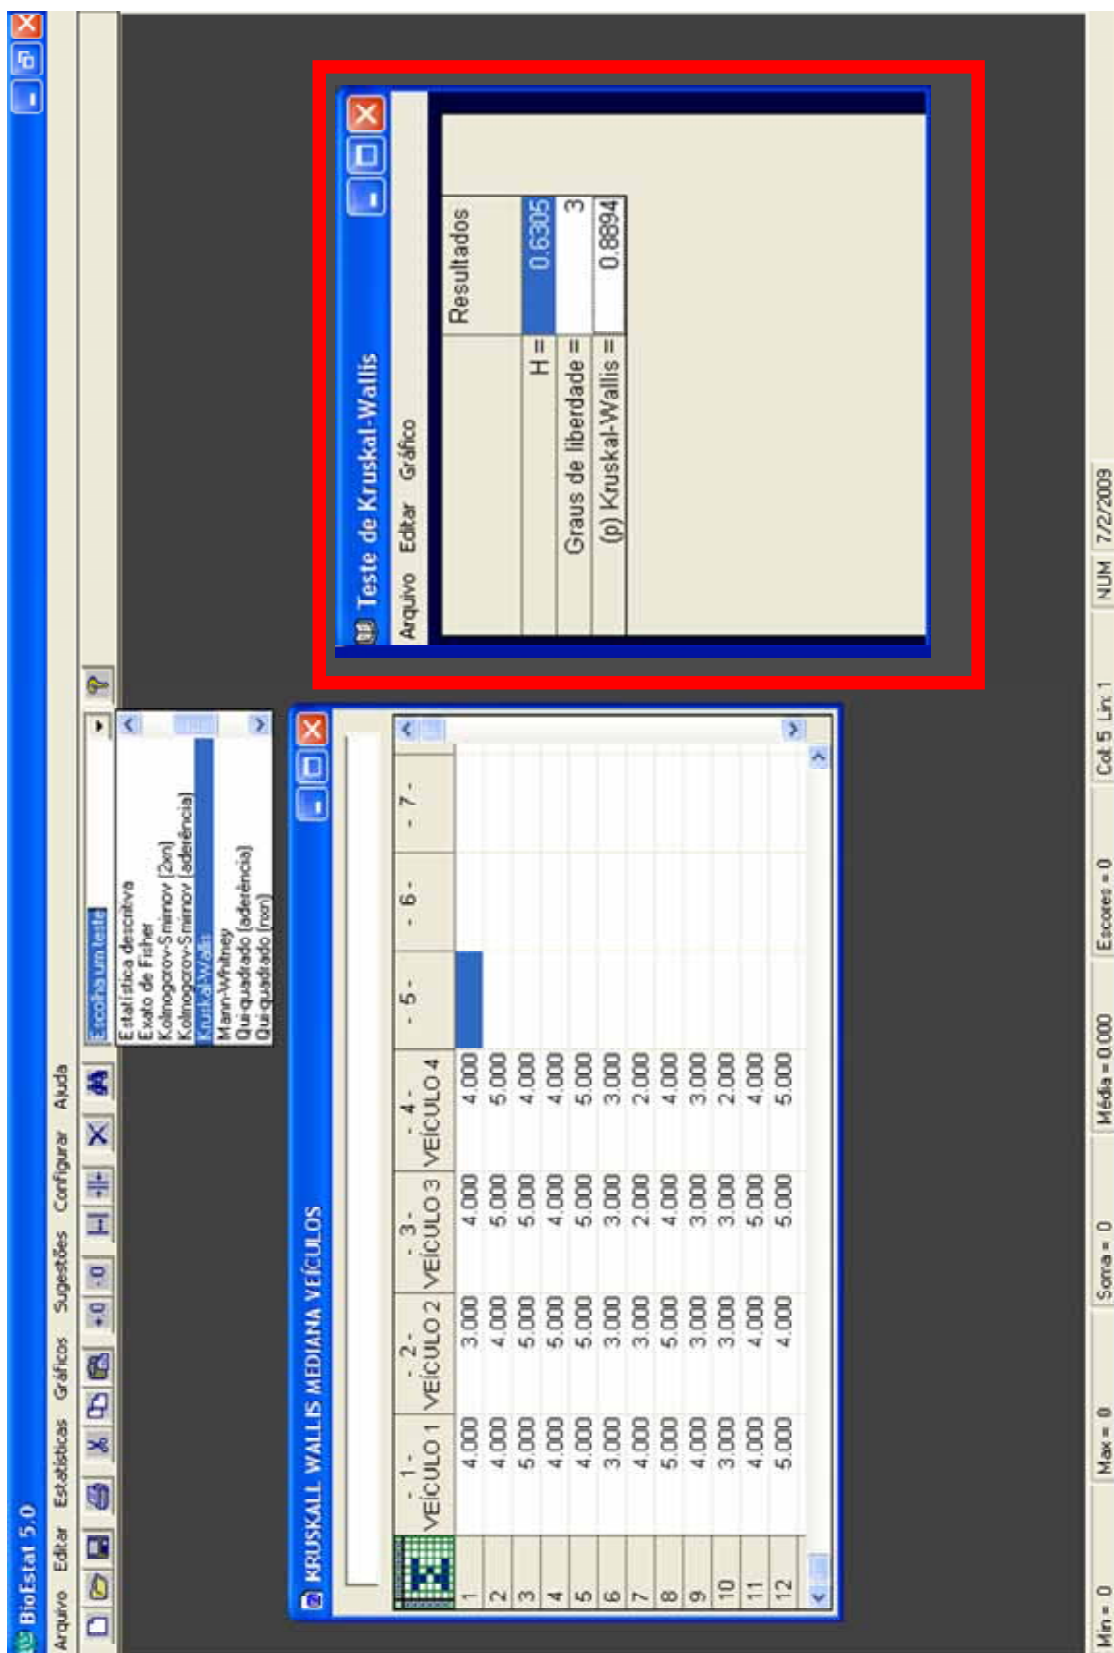 BioEstat 5.0
Arquivo Editar Estatísticas Gráficos Sugestões Configurar Ajuda
+.0 -.0 Escolha um teste ?
Estatística descritiva
Exato de Fisher
Kolmogorov-Smirnov (2xn)
Kolmogorov-Smirnov (aderência)
Kruskal-Wallis
Mann-Whitney
Qui-quadrado (aderência)
Qui-quadrado (nxn)
KRUSKALL WALLIS MEDIANA VEÍCULOS
- 1 - - 2 - - 3 - - 4 - - 5 - - 6 - - 7 -
VEÍCULO 1 VEÍCULO 2 VEÍCULO 3 VEÍCULO 4
1 4.000 3.000 4.000 4.000
2 4.000 4.000 5.000 5.000
3 5.000 5.000 5.000 4.000
4 4.000 5.000 4.000 4.000
5 4.000 5.000 5.000 5.000
6 3.000 3.000 3.000 3.000
7 4.000 3.000 2.000 2.000
8 5.000 5.000 4.000 4.000
9 4.000 3.000 3.000 3.000
10 3.000 3.000 3.000 2.000
11 4.000 4.000 5.000 4.000
12 5.000 4.000 5.000 5.000
Teste de Kruskal-Wallis
Arquivo Editar Gráfico
Resultados
H = 0.6305
Graus de liberdade = 3
(p) Kruskal-Wallis = 0.8894
Min = 0 Max = 0 Soma = 0 Média = 0.000 Escores = 0 Col: 5 Lin: 1 NUM 7/2/2009